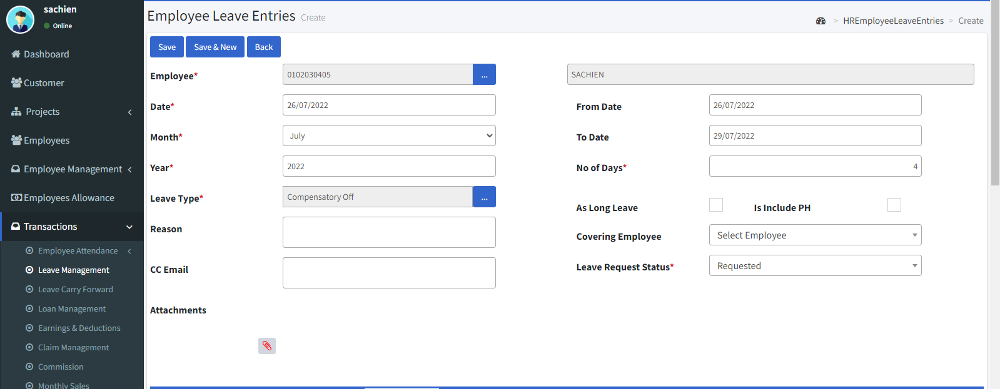 sachien
Online
Dashboard
Customer
Projects
Employees
Employee Management
Employees Allowance
Transactions
Employee Attendance
Leave Management
Leave Carry Forward
Loan Management
Earnings & Deductions
Claim Management
Commission
Monthly Sales
Employee Leave Entries Create
> HREmployeeLeaveEntries > Create
Save Save & New Back
Employee* 0102030405 ... SACHIEN
Date* 26/07/2022 From Date 26/07/2022
Month* July To Date 29/07/2022
Year* 2022 No of Days* 4
Leave Type* Compensatory Off ... As Long Leave Is Include PH
Reason Covering Employee Select Employee
CC Email Leave Request Status* Requested
Attachments